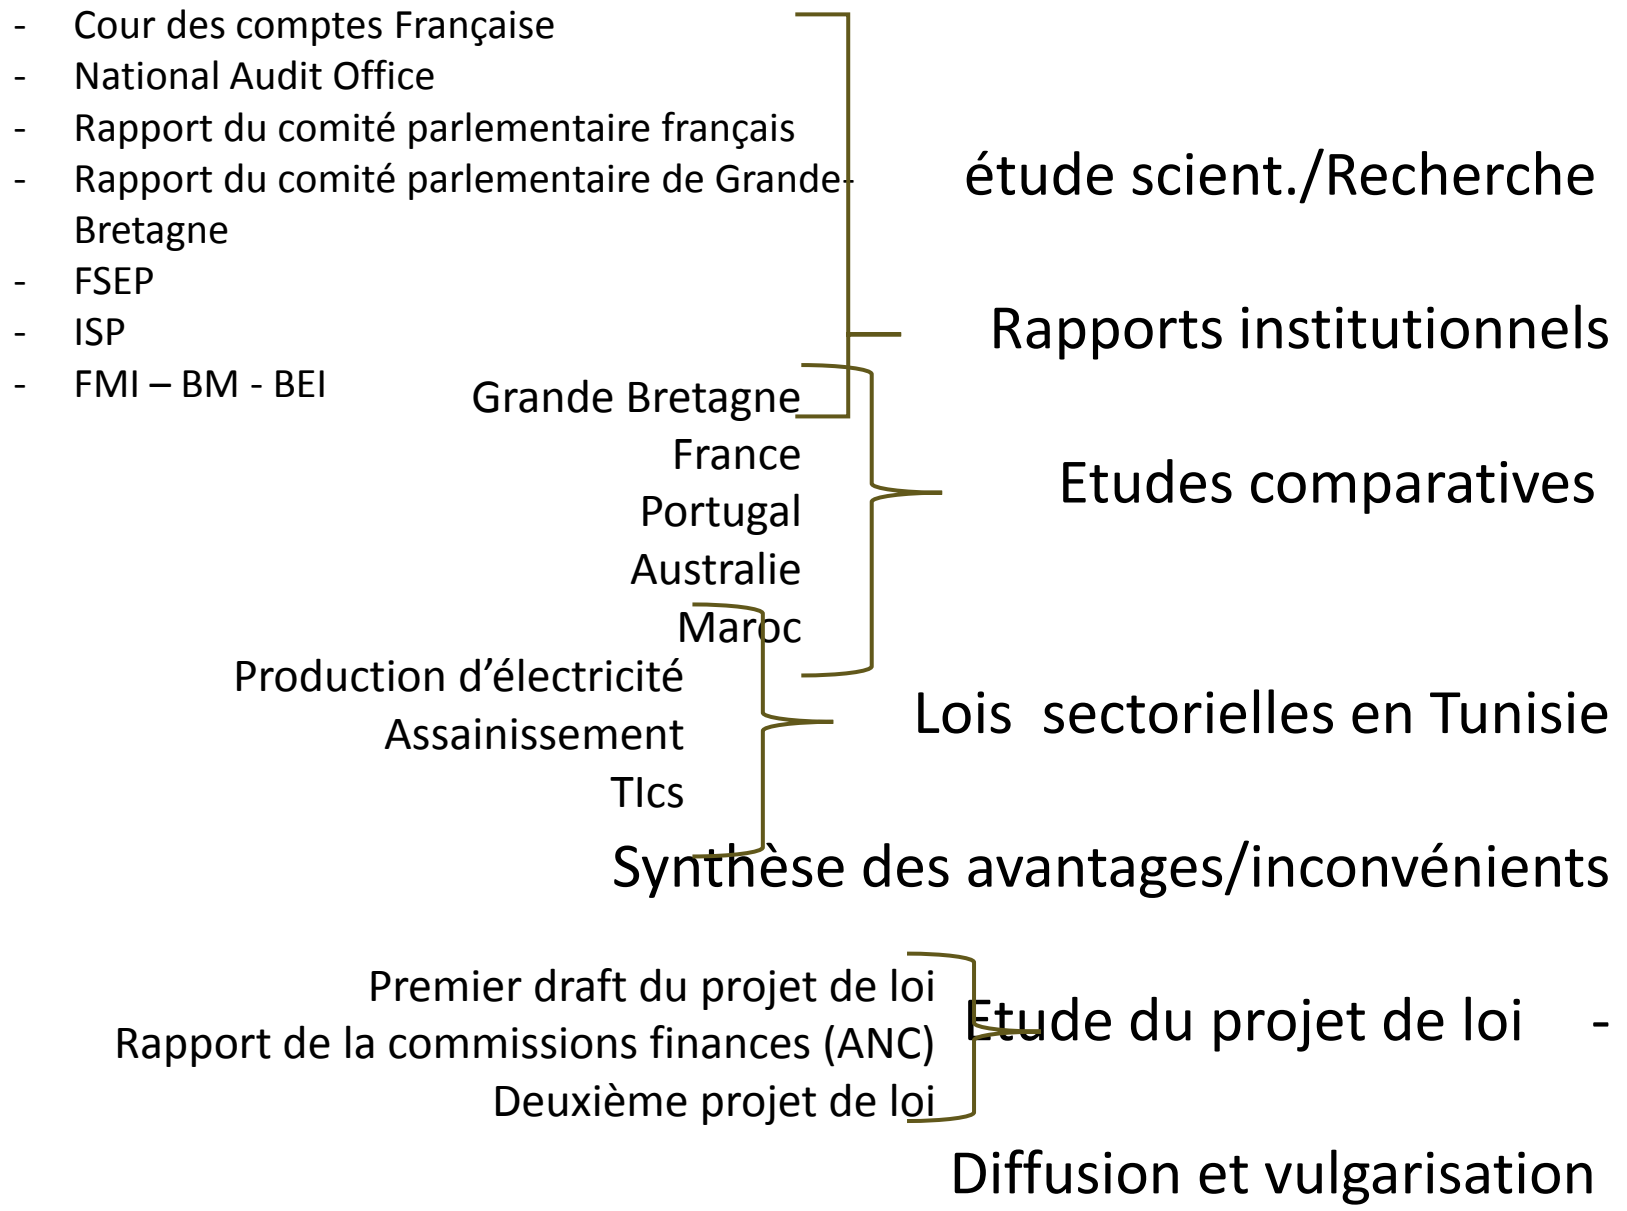 - Cour des comptes Française
- National Audit Office
- Rapport du comité parlementaire français
- Rapport du comité parlementaire de Grande-
Bretagne
- FSEP
- ISP
- FMI – BM - BEI
étude scient./Recherche
Rapports institutionnels
Grande Bretagne
France
Portugal
Australie
Maroc
Etudes comparatives
Production d’électricité
Assainissement
TIcs
Lois sectorielles en Tunisie
Synthèse des avantages/inconvénients
Premier draft du projet de loi
Rapport de la commissions finances (ANC)
Deuxième projet de loi
Etude du projet de loi -
Diffusion et vulgarisation